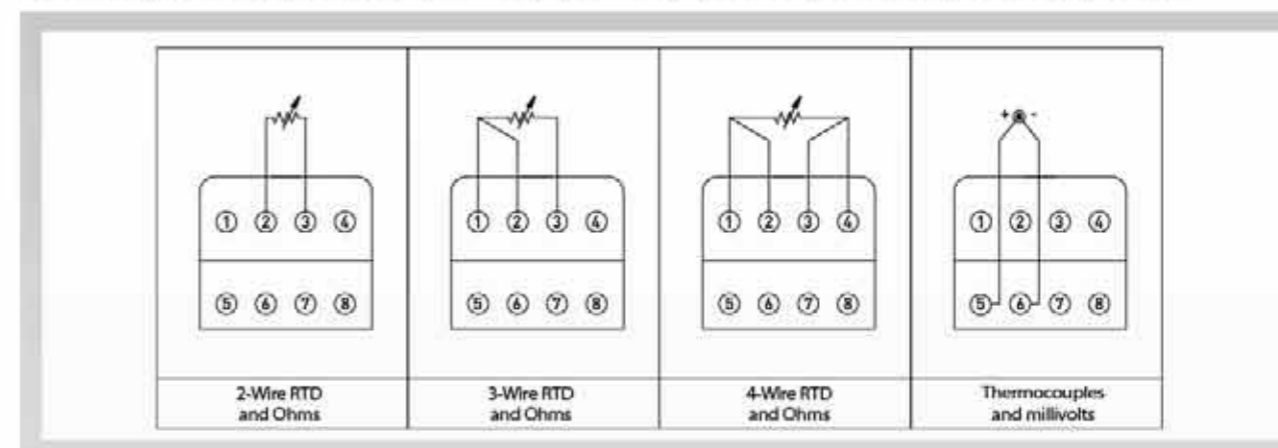 + -
① ② ③ ④
⑤ ⑥ ⑦ ⑧
2-Wire RTD
and Ohms
① ② ③ ④
⑤ ⑥ ⑦ ⑧
3-Wire RTD
and Ohms
① ② ③ ④
⑤ ⑥ ⑦ ⑧
4-Wire RTD
and Ohms
① ② ③ ④
⑤ ⑥ ⑦ ⑧
Thermocouples
and millivolts